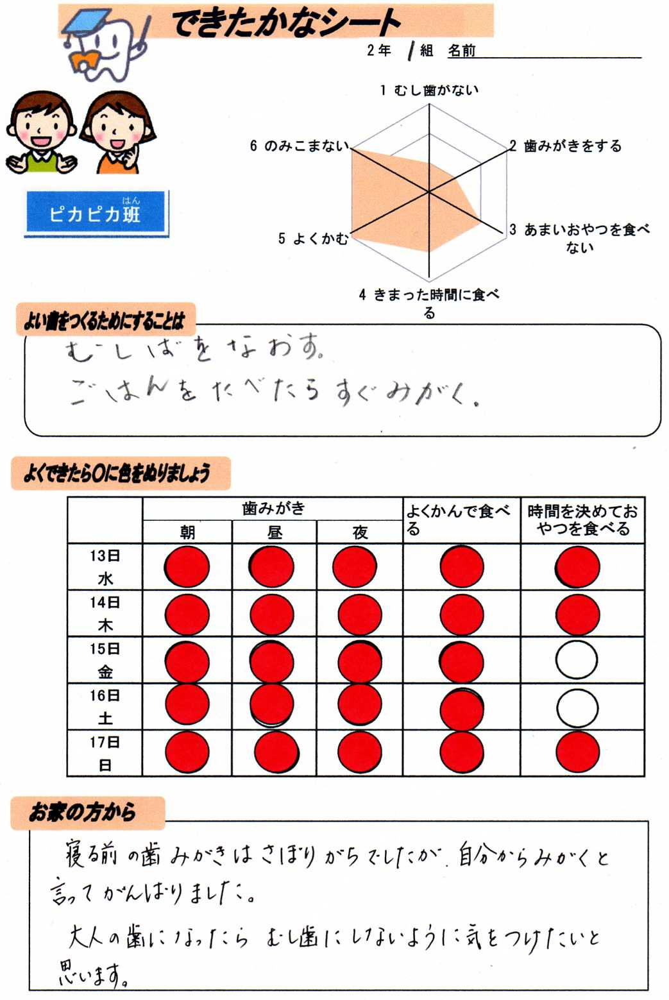 できたかなシート
2年 1組 名前
1 むし歯がない
2 歯みがきをする
3 あまいおやつを食べ
ない
4 きまった時間に食べ
る
5 よくかむ
6 のみこまない
はん
ピカピカ班
よい歯をつくるためにすることは
むしばをなおす。
ごはんをたべたらすぐみがく。
よくできたら〇に色をぬりましょう
歯みがき
朝 昼 夜
よくかんで食べ
る
時間を決めてお
やつを食べる
13日
水
14日
木
15日
金
16日
土
17日
日
お家の方から
寝る前の歯みがきはさぼりがちでしたが、自分からみがくと
言ってがんばりました。
大人の歯になったらむし歯にしないように気をつけたいと
思います。